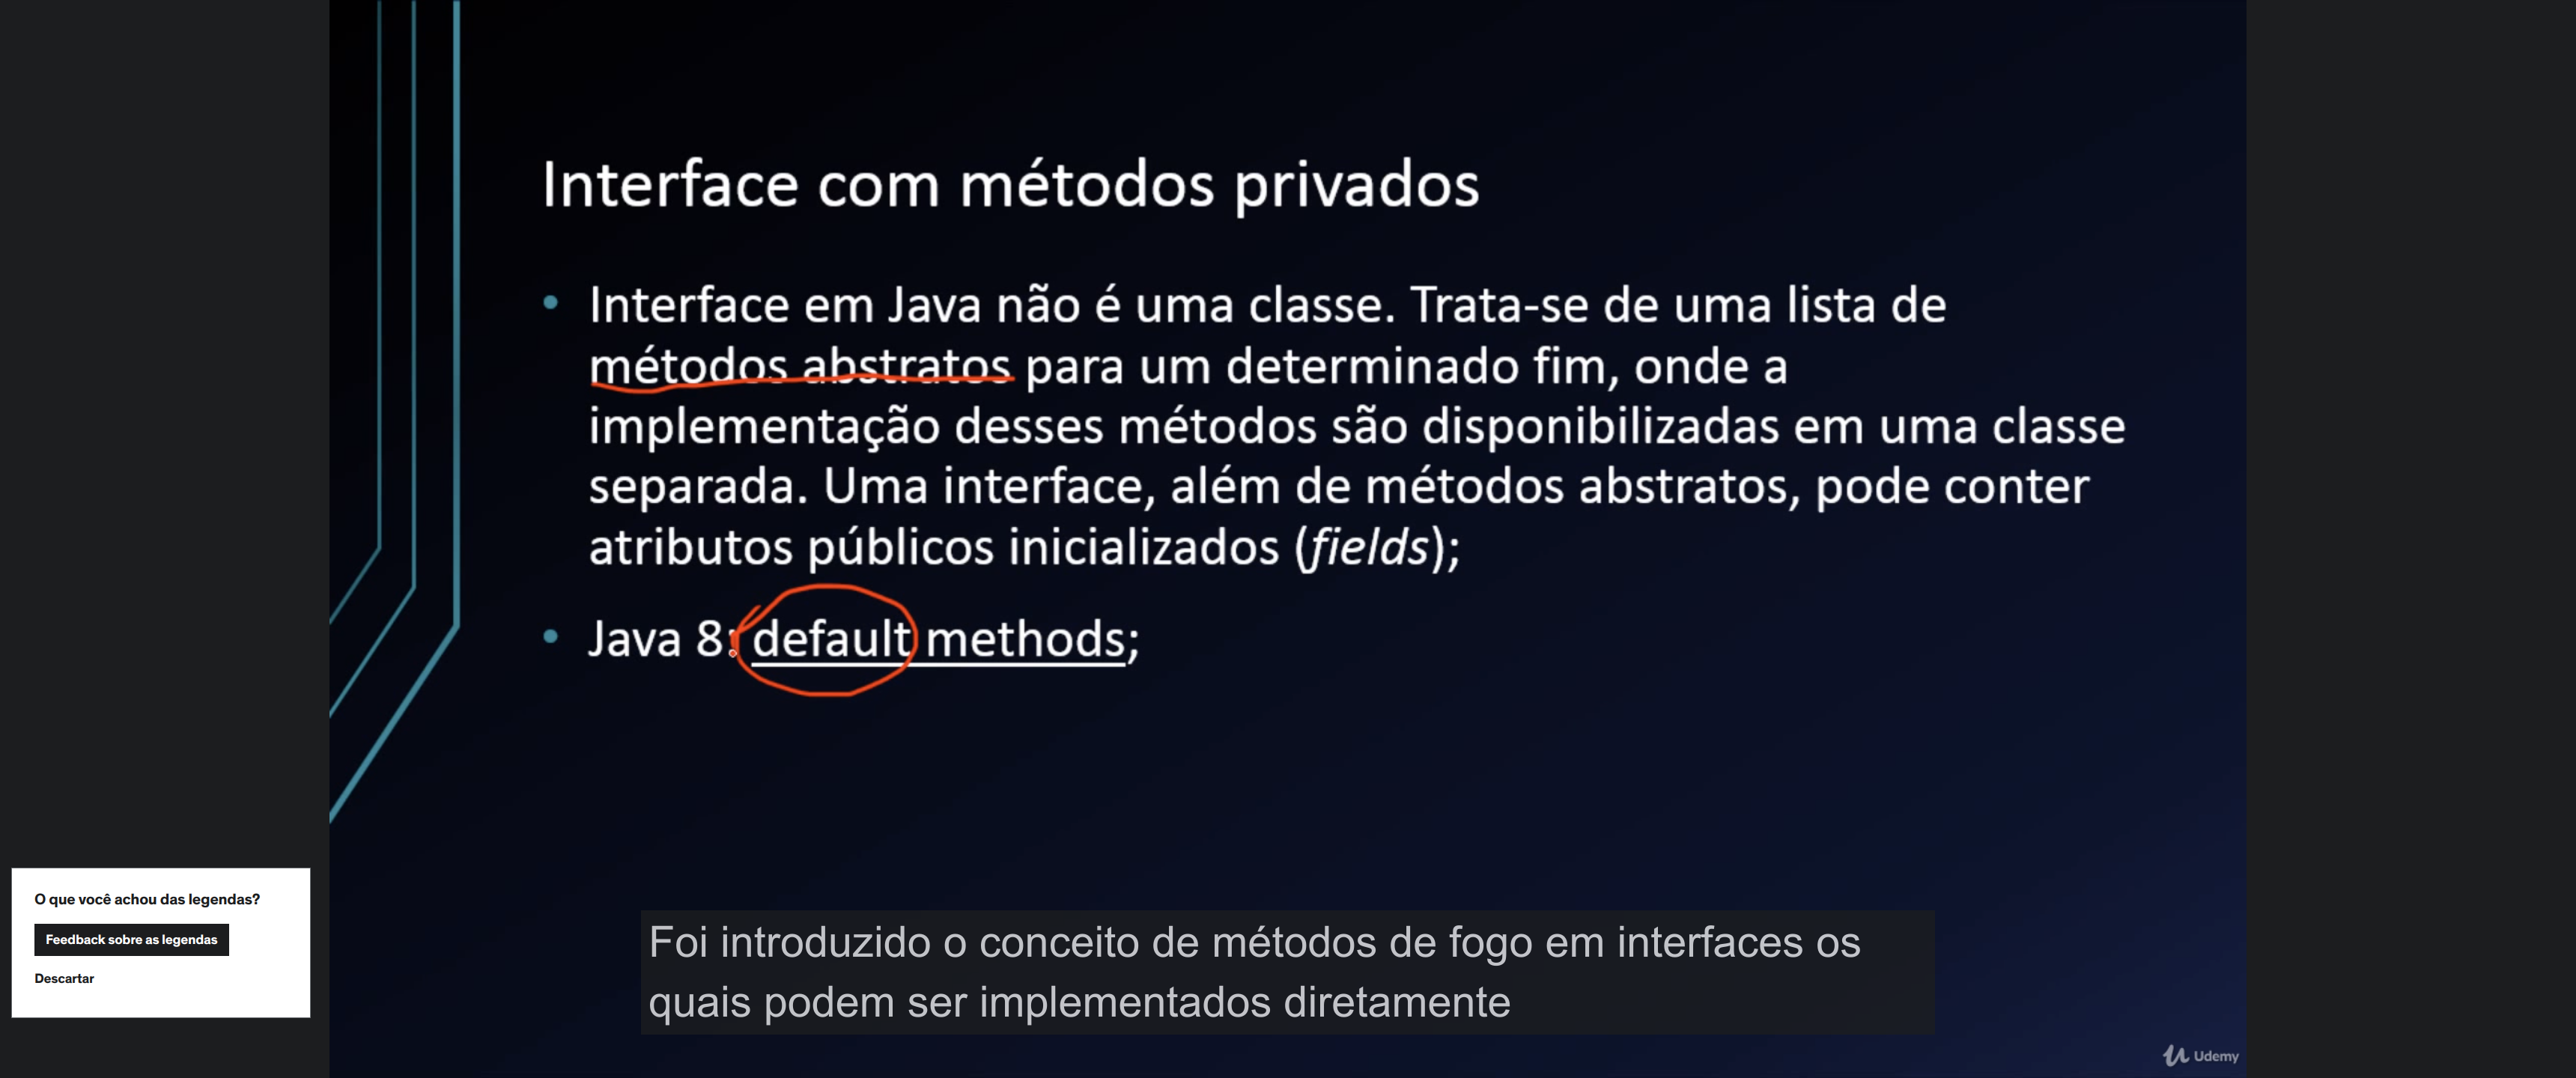 Interface com métodos privados
• Interface em Java não é uma classe. Trata-se de uma lista de
métodos abstratos para um determinado fim, onde a
implementação desses métodos são disponibilizadas em uma classe
separada. Uma interface, além de métodos abstratos, pode conter
atributos públicos inicializados (fields);
• Java 8: default methods;
O que você achou das legendas?
Feedback sobre as legendas
Descartar
Foi introduzido o conceito de métodos de fogo em interfaces os
quais podem ser implementados diretamente
Udemy